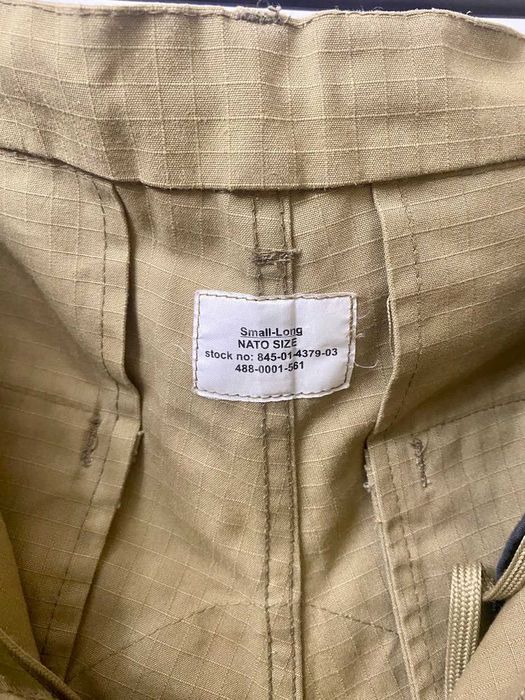 Small-Long
NATO SIZE
stock no: 845-01-4379-03
488-0001-561